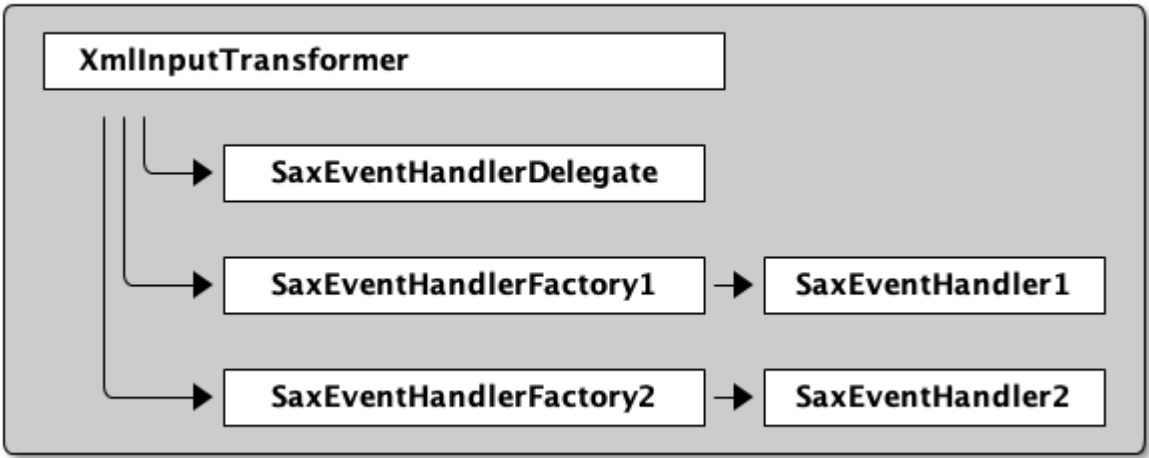 XmlInputTransformer
SaxEventHandlerDelegate
SaxEventHandlerFactory1
SaxEventHandler1
SaxEventHandlerFactory2
SaxEventHandler2